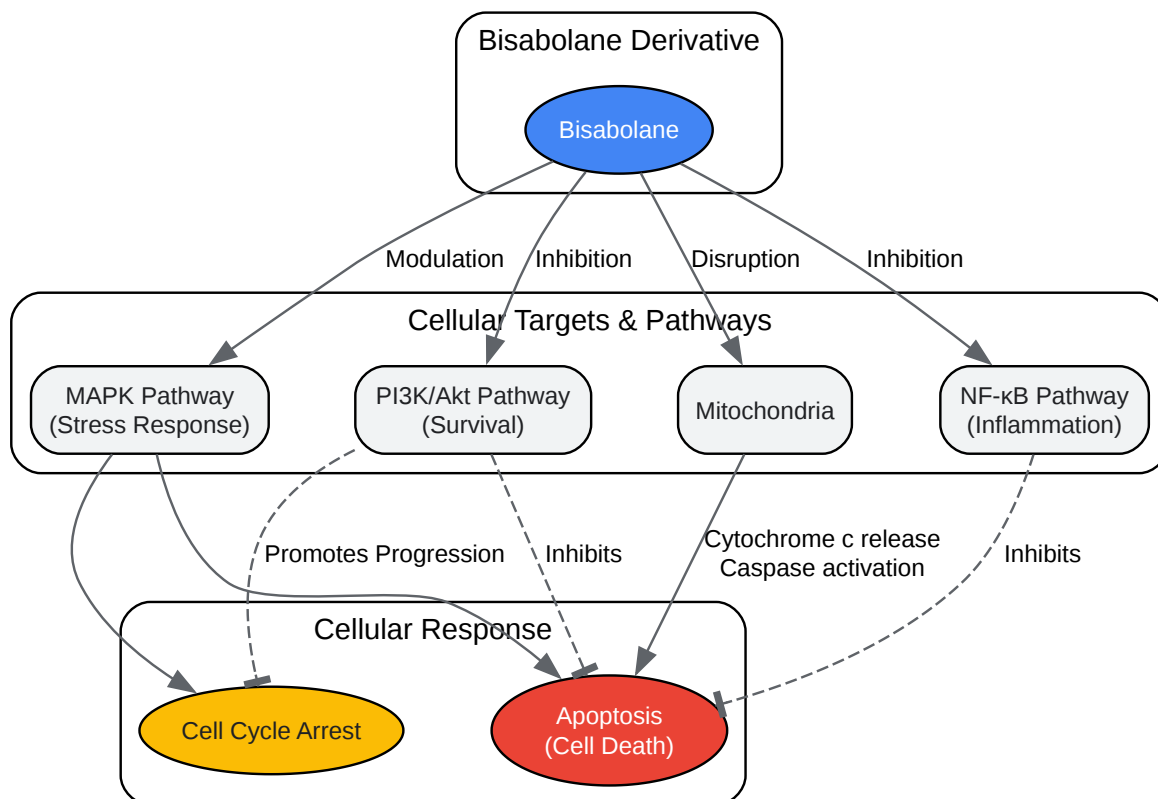 Bisabolane Derivative
Bisabolane
Modulation
Inhibition
Disruption
Inhibition
Cellular Targets & Pathways
MAPK Pathway
(Stress Response)
PI3K/Akt Pathway
(Survival)
Mitochondria
NF-κB Pathway
(Inflammation)
Promotes Progression
Inhibits
Cytochrome c release
Caspase activation
Inhibits
Cellular Response
Cell Cycle Arrest
Apoptosis
(Cell Death)